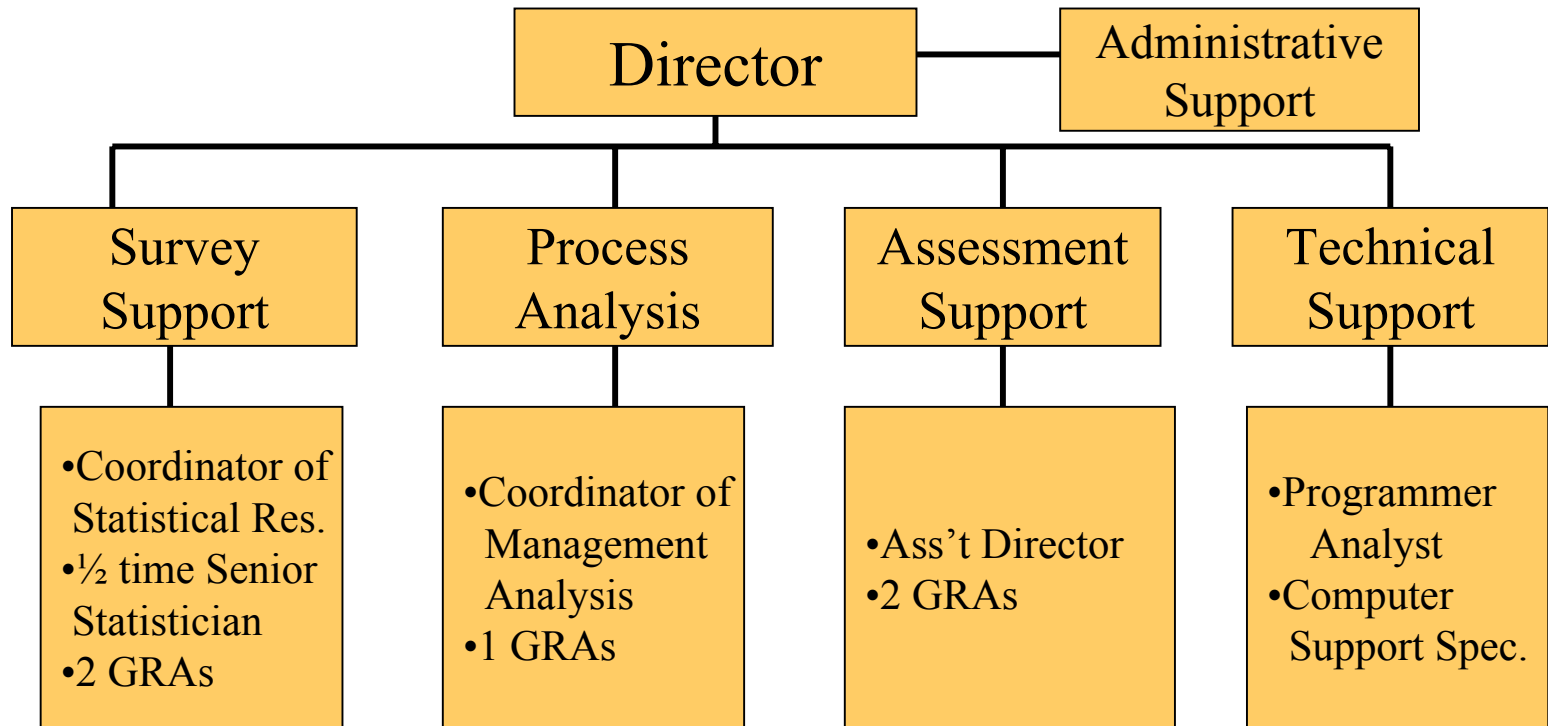 Director
Administrative
Support
Survey
Support
Process
Analysis
Assessment
Support
Technical
Support
•Coordinator of
Statistical Res.
•½ time Senior
Statistician
•2 GRAs
•Coordinator of
Management
Analysis
•1 GRAs
•Ass’t Director
•2 GRAs
•Programmer
Analyst
•Computer
Support Spec.